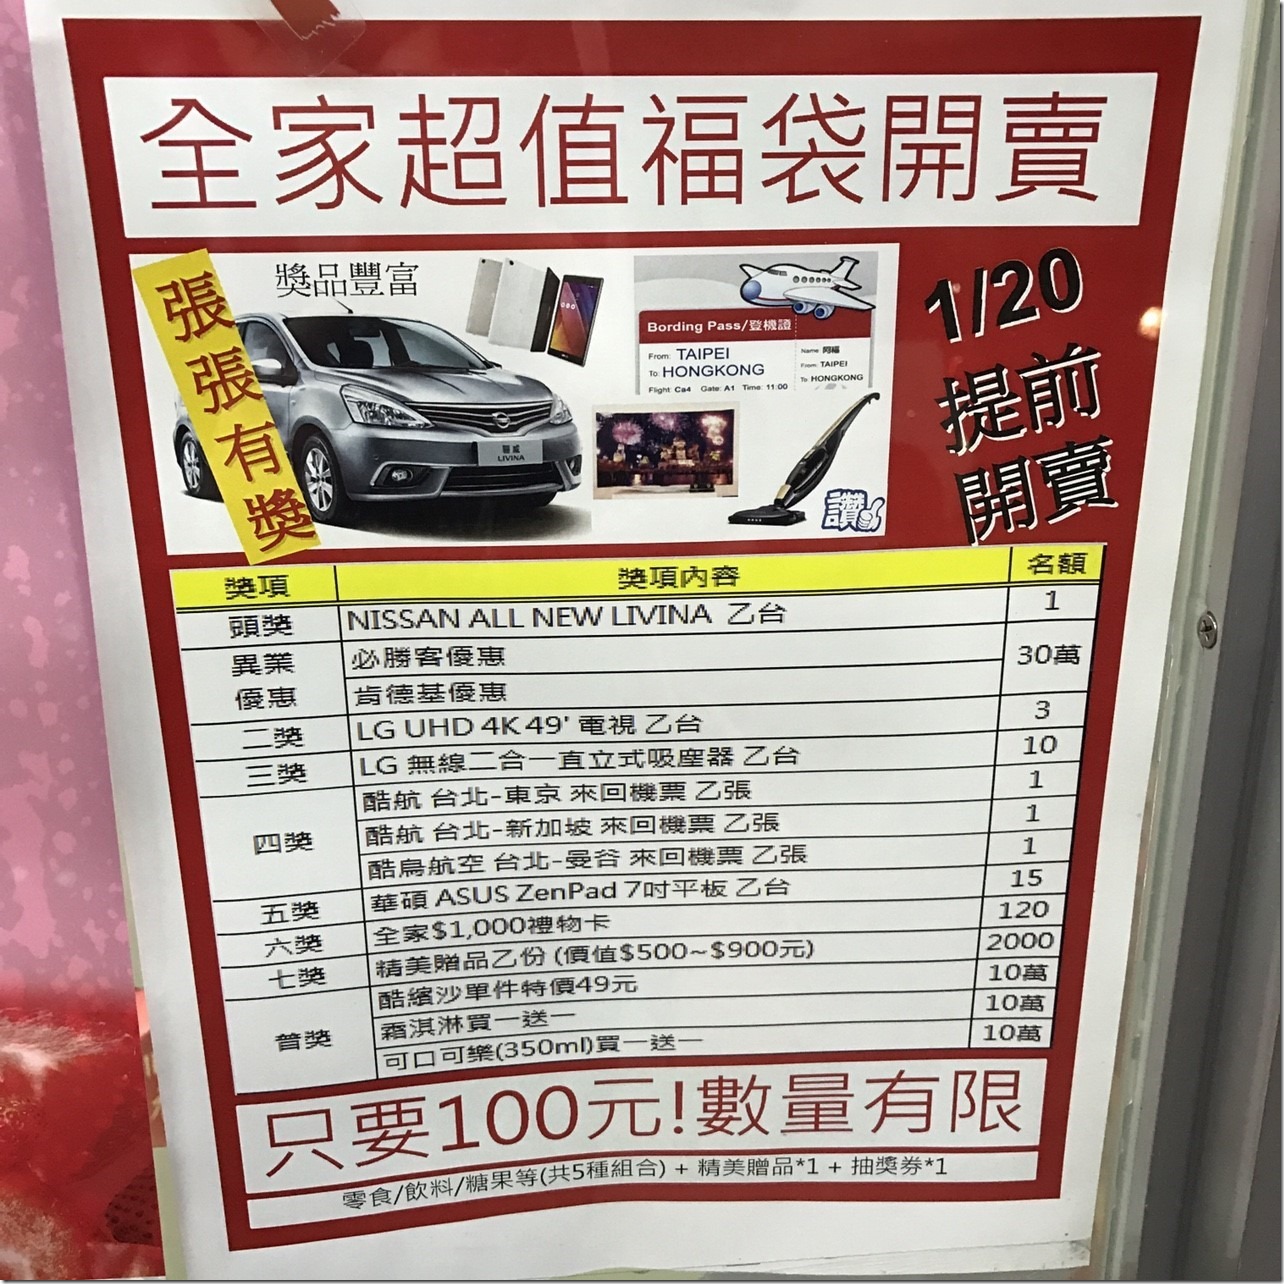 全家超值福袋開賣
張張有獎
獎品豐富
Bording Pass/登機證
From: TAIPEI
To: HONGKONG
Flight: Ca4 Gate: A1 Time: 11:00
Name: 阿福
From: TAIPEI
To: HONGKONG
LIVINA
讚
1/20
提前
開賣
獎項 獎項內容 名額
頭獎 NISSAN ALL NEW LIVINA 乙台 1
異業優惠 必勝客優惠 30萬
肯德基優惠
二獎 LG UHD 4K 49' 電視 乙台 3
三獎 LG 無線二合一直立式吸塵器 乙台 10
四獎 酷航 台北-東京 來回機票 乙張 1
酷航 台北-新加坡 來回機票 乙張 1
酷鳥航空 台北-曼谷 來回機票 乙張 1
五獎 華碩 ASUS ZenPad 7吋平板 乙台 15
六獎 全家$1,000禮物卡 120
七獎 精美贈品乙份 (價值$500~$900元) 2000
普獎 酷繽沙單件特價49元 10萬
霜淇淋買一送一 10萬
可口可樂(350ml)買一送一 10萬
只要100元!數量有限
零食/飲料/糖果等(共5種組合) + 精美贈品*1 + 抽獎券*1